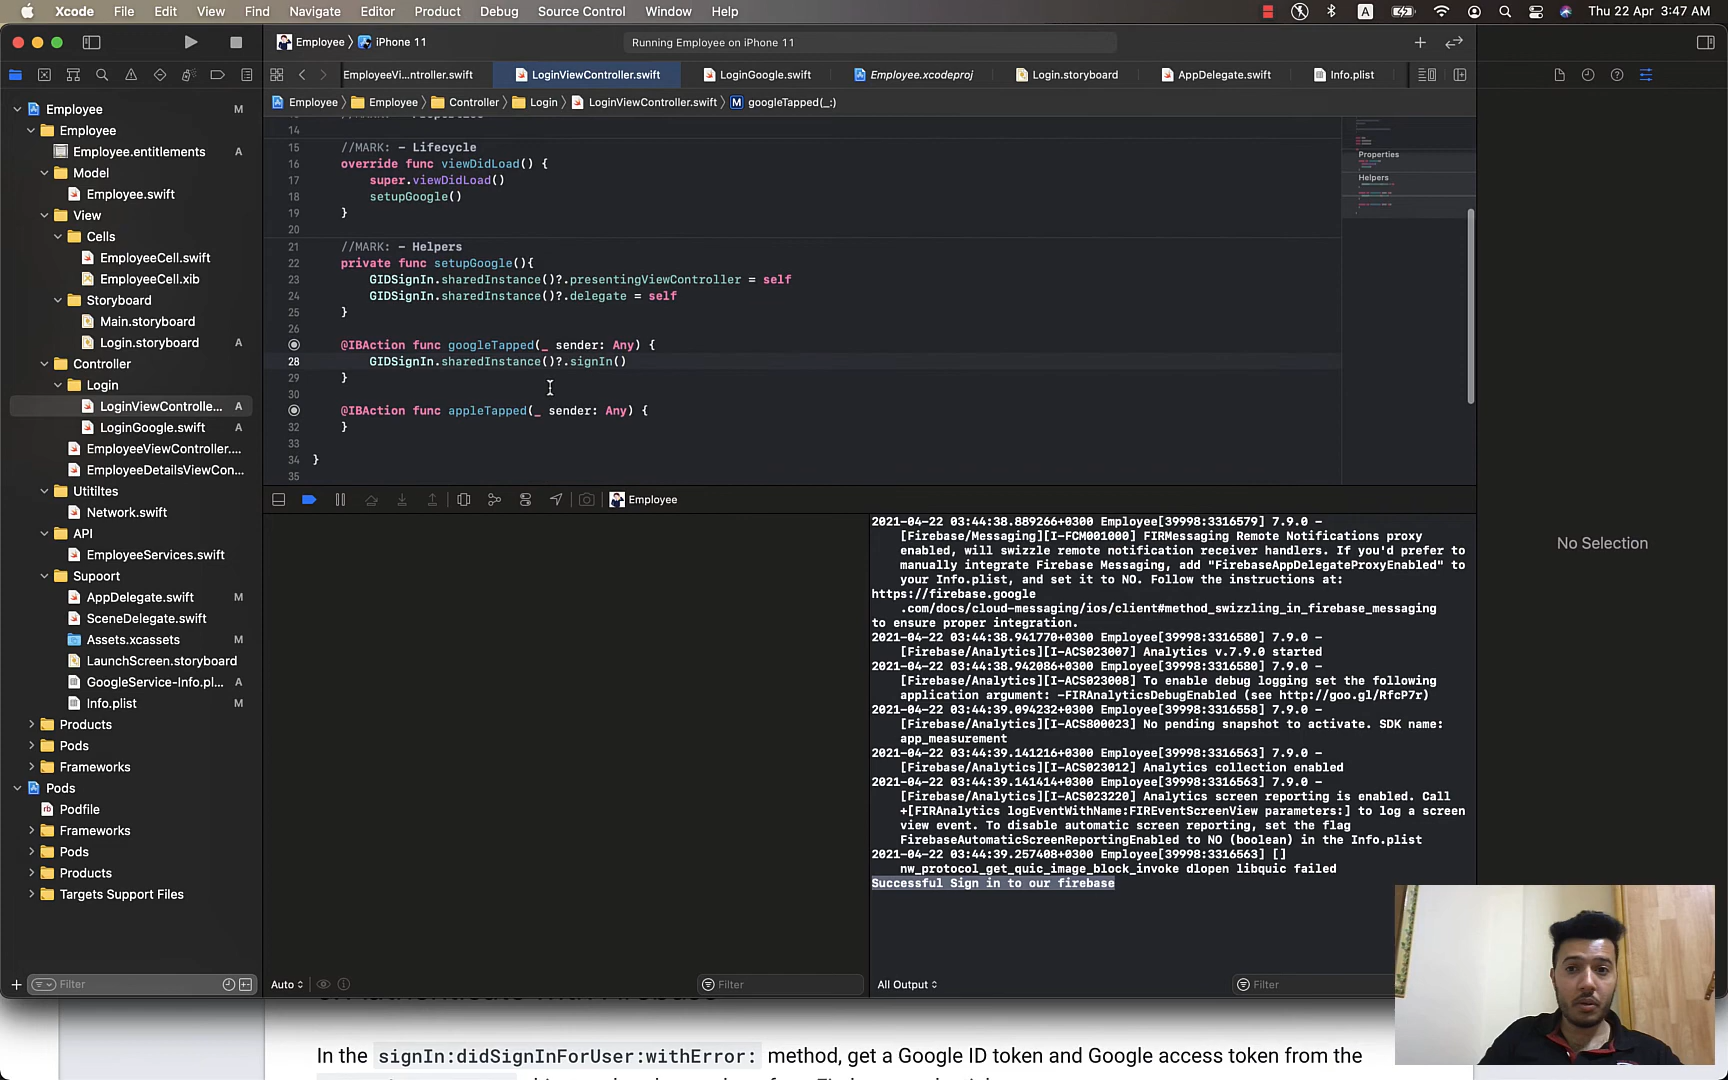 Xcode File Edit View Find Navigate Editor Product Debug Source Control Window Help
A Thu 22 Apr 3:47 AM
Employee iPhone 11
Running Employee on iPhone 11
EmployeeVi...ntroller.swift LoginViewController.swift LoginGoogle.swift Employee.xcodeproj Login.storyboard AppDelegate.swift Info.plist
Employee Employee Controller Login LoginViewController.swift M googleTapped(_:)
Employee M
Employee
Employee.entitlements A
Model
Employee.swift
View
Cells
EmployeeCell.swift
EmployeeCell.xib
Storyboard
Main.storyboard
Login.storyboard A
Controller
Login
LoginViewControlle... A
LoginGoogle.swift A
EmployeeViewController....
EmployeeDetailsViewCon...
Utitiltes
Network.swift
API
EmployeeServices.swift
Support
AppDelegate.swift M
SceneDelegate.swift
Assets.xcassets M
LaunchScreen.storyboard
GoogleService-Info.pl... A
Info.plist M
Products
Pods
Frameworks
Pods
Podfile
Frameworks
Pods
Products
Targets Support Files
Filter
14
15 //MARK: - Lifecycle
16 override func viewDidLoad() {
17 super.viewDidLoad()
18 setupGoogle()
19 }
20
21 //MARK: - Helpers
22 private func setupGoogle(){
23 GIDSignIn.sharedInstance()?.presentingViewController = self
24 GIDSignIn.sharedInstance()?.delegate = self
25 }
26
@IBAction func googleTapped(_ sender: Any) {
28 GIDSignIn.sharedInstance()?.signIn()
29 }
30
@IBAction func appleTapped(_ sender: Any) {
32 }
33
34 }
35
Properties
Helpers
Employee
2021-04-22 03:44:38.889266+0300 Employee[39998:3316579] 7.9.0 -
[Firebase/Messaging][I-FCM001000] FIRMessaging Remote Notifications proxy
enabled, will swizzle remote notification receiver handlers. If you'd prefer to
manually integrate Firebase Messaging, add "FirebaseAppDelegateProxyEnabled" to
your Info.plist, and set it to NO. Follow the instructions at:
https://firebase.google
.com/docs/cloud-messaging/ios/client#method_swizzling_in_firebase_messaging
to ensure proper integration.
2021-04-22 03:44:38.941770+0300 Employee[39998:3316580] 7.9.0 -
[Firebase/Analytics][I-ACS023007] Analytics v.7.9.0 started
2021-04-22 03:44:38.942086+0300 Employee[39998:3316580] 7.9.0 -
[Firebase/Analytics][I-ACS023008] To enable debug logging set the following
application argument: -FIRAnalyticsDebugEnabled (see http://goo.gl/RfcP7r)
2021-04-22 03:44:39.094232+0300 Employee[39998:3316558] 7.9.0 -
[Firebase/Analytics][I-ACS800023] No pending snapshot to activate. SDK name:
app_measurement
2021-04-22 03:44:39.141216+0300 Employee[39998:3316563] 7.9.0 -
[Firebase/Analytics][I-ACS023012] Analytics collection enabled
2021-04-22 03:44:39.141414+0300 Employee[39998:3316563] 7.9.0 -
[Firebase/Analytics][I-ACS023220] Analytics screen reporting is enabled. Call
+[FIRAnalytics logEventWithName:FIREventScreenView parameters:] to log a screen
view event. To disable automatic screen reporting, set the flag
FirebaseAutomaticScreenReportingEnabled to NO (boolean) in the Info.plist
2021-04-22 03:44:39.257408+0300 Employee[39998:3316563] []
nw_protocol_get_quic_image_block_invoke dlopen libquic failed
Successful Sign in to our firebase
Auto Filter All Output Filter
No Selection
In the signIn:didSignInForUser:withError: method, get a Google ID token and Google access token from the